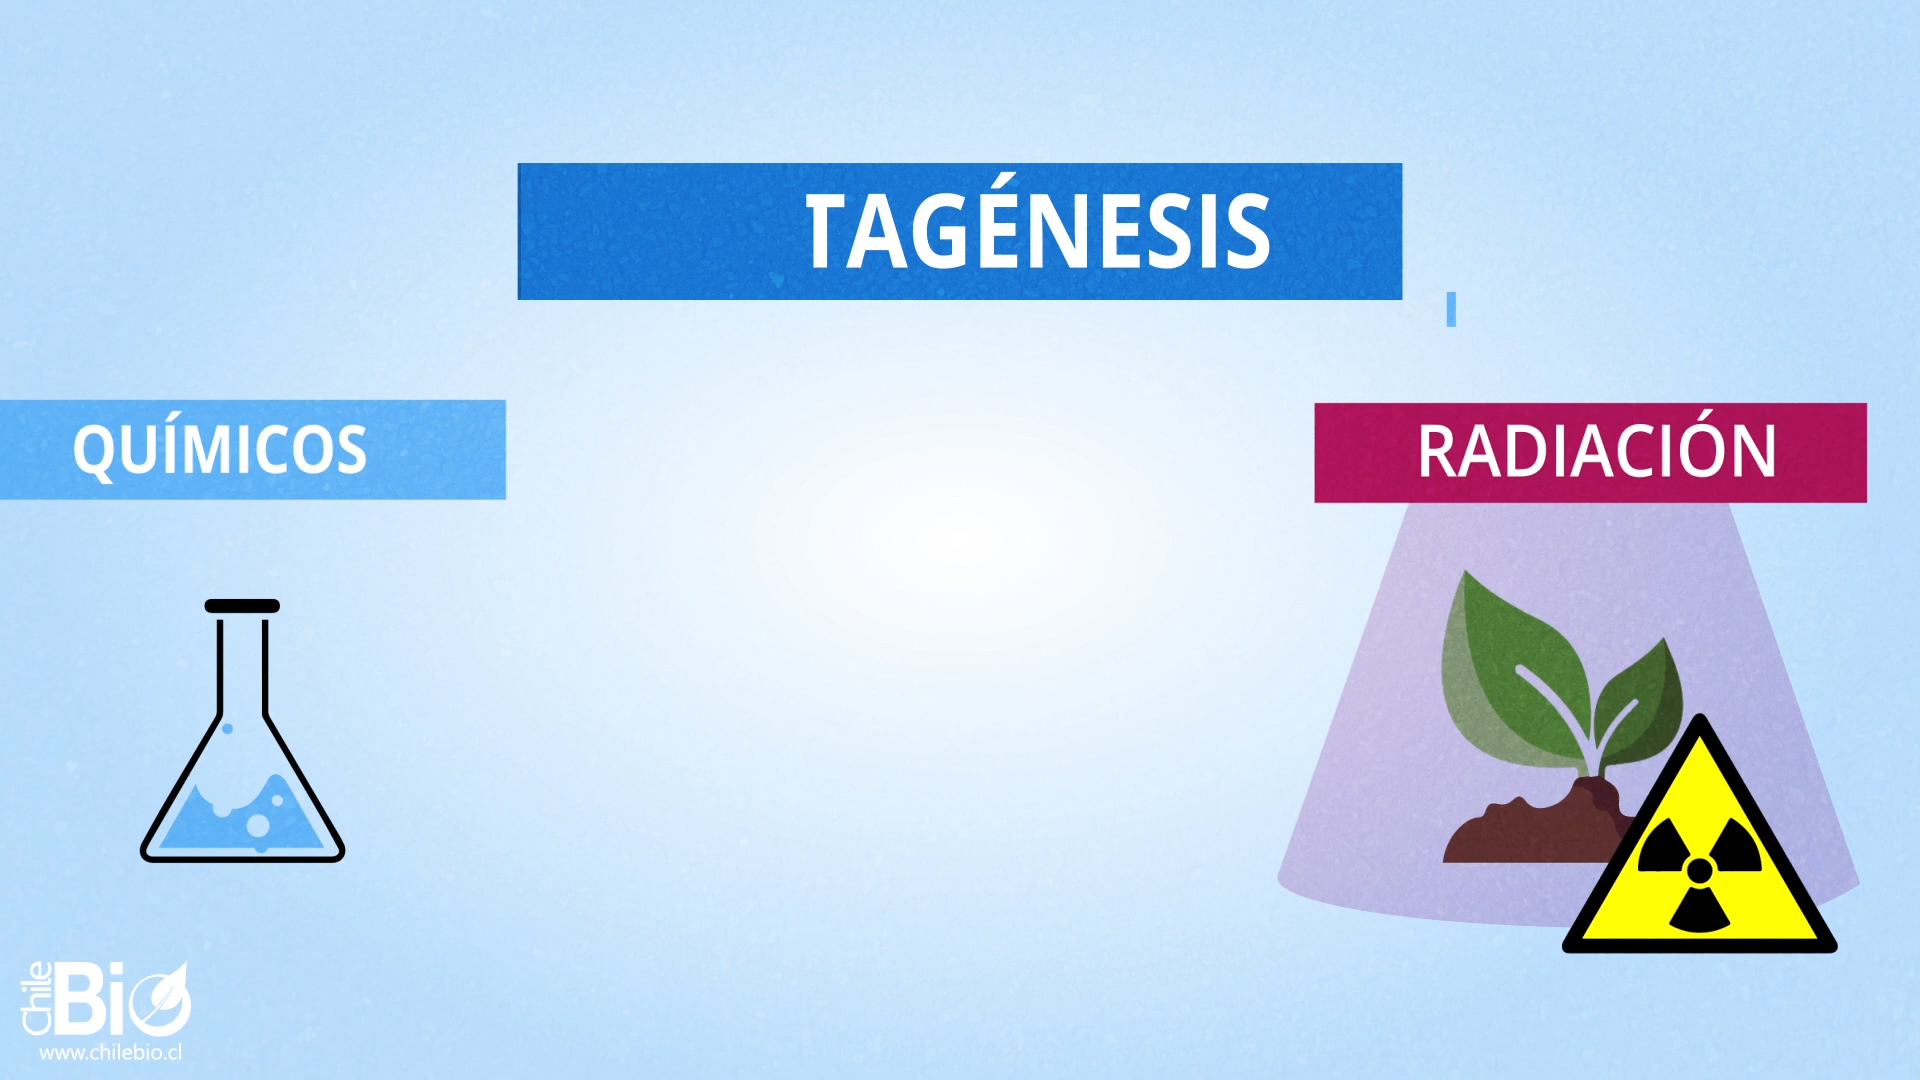 TAGÉNESIS
QUÍMICOS
RADIACIÓN
Chile
Bio
www.chilebio.cl